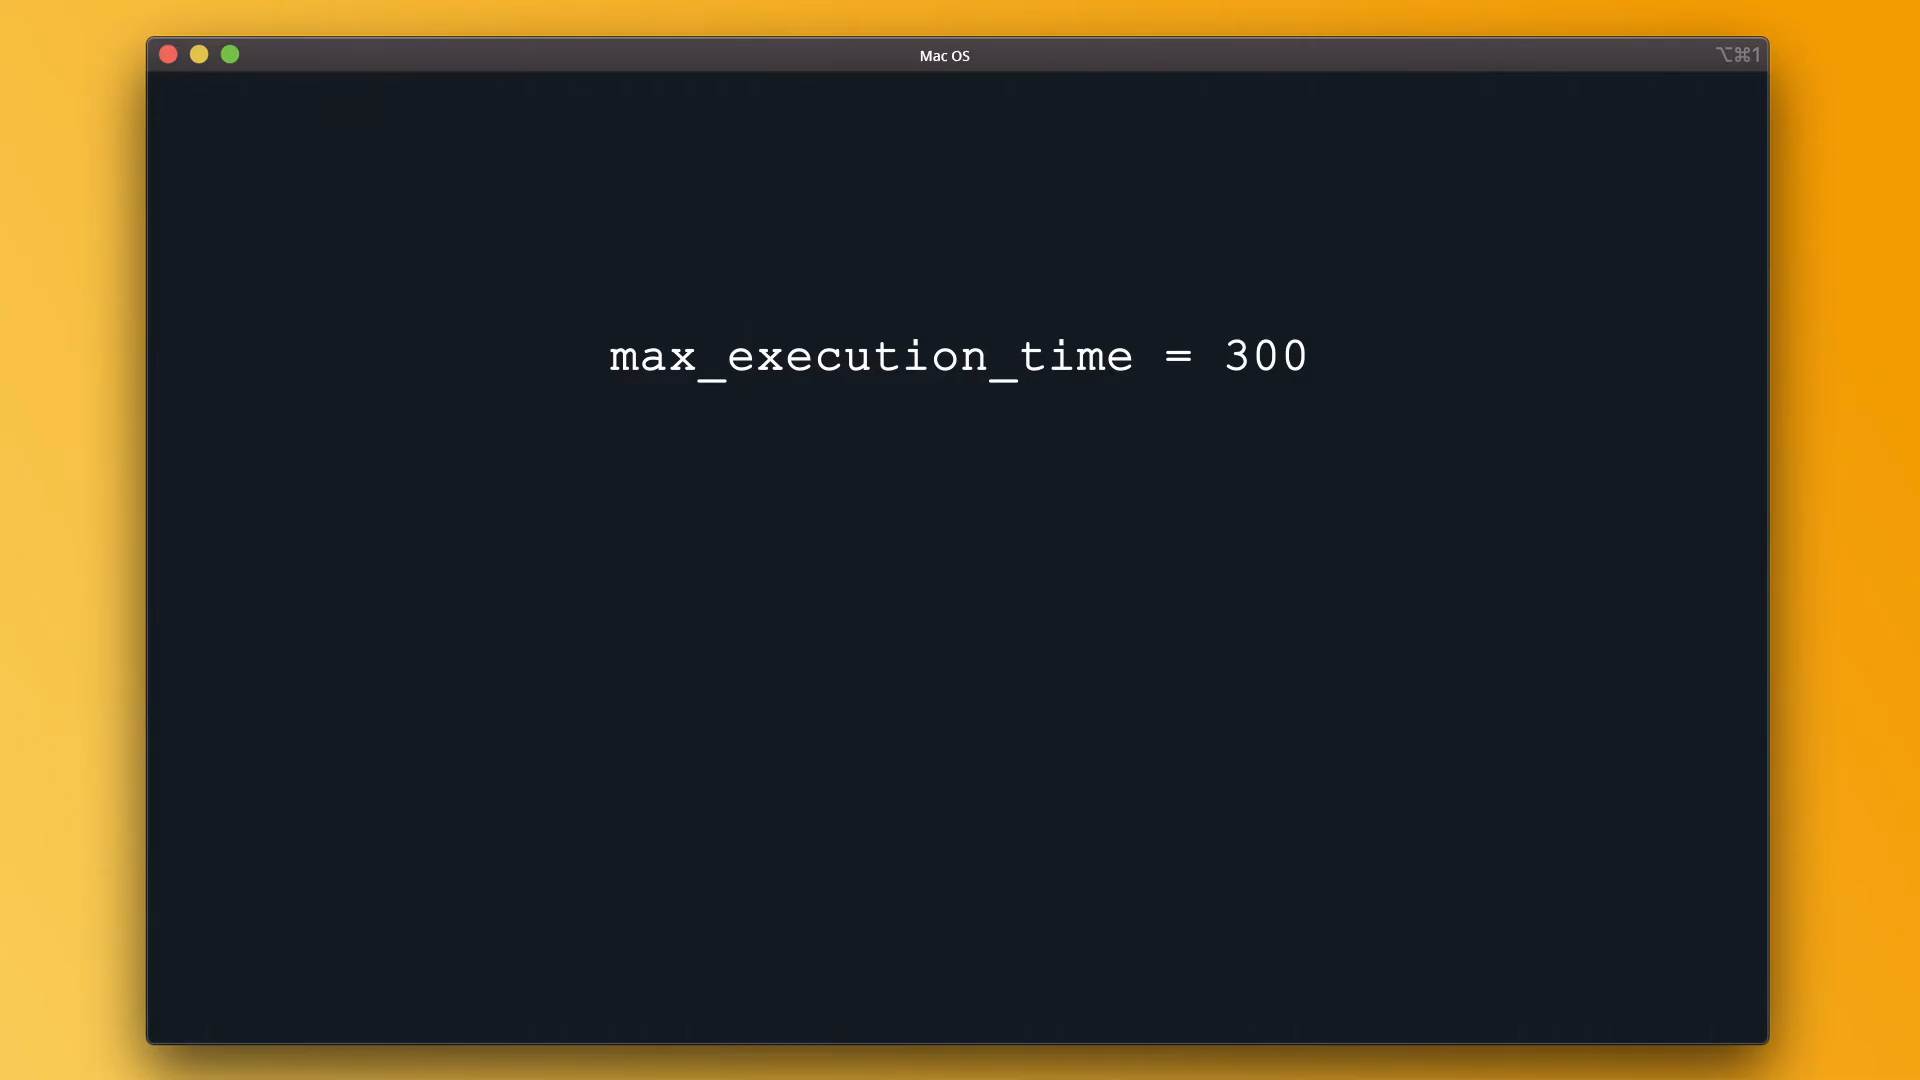 Mac OS ⌥⌘1
max_execution_time = 300